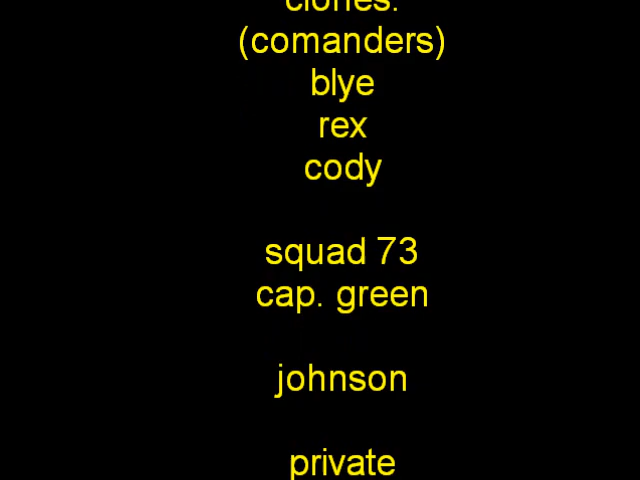 clones:
(comanders)
blye
rex
cody
squad 73
cap. green
johnson
private